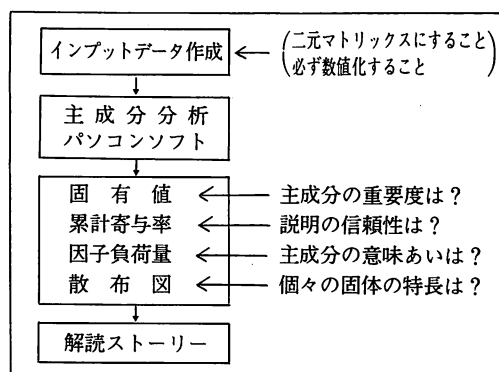 インプットデータ作成
(二元マトリックスにすること
必ず数値化すること)
主成分分析
パソコンソフト
固有値
主成分の重要度は?
累計寄与率
説明の信頼性は?
因子負荷量
主成分の意味あいは?
散布図
個々の固体の特長は?
解読ストーリー